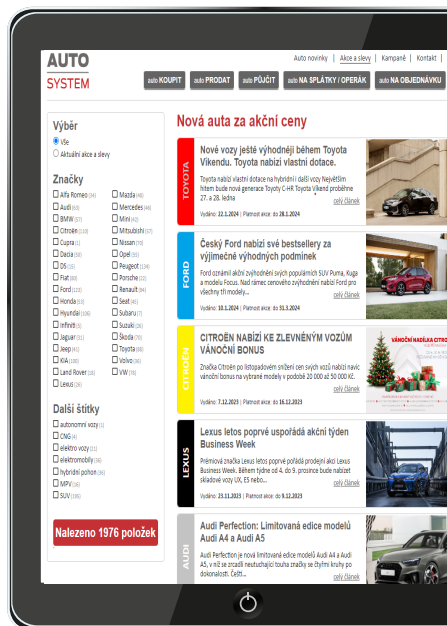 AUTO
SYSTEM
Auto novinky | Akce a slevy | Kampaně | Kontakt |
auto KOUPIT auto PRODAT auto PŮJČIT auto NA SPLÁTKY / OPERÁK auto NA OBJEDNÁVKU
Výběr
Vše
Aktuální akce a slevy
Značky
Alfa Romeo
Audi
BMW
Citroën
Cupra
Dacia
DS
Fiat
Ford
Honda
Hyundai
Infiniti
Jaguar
Jeep
KIA
Land Rover
Lexus
Mazda
Mercedes
Mini
Mitsubishi
Nissan
Opel
Peugeot
Porsche
Renault
Seat
Subaru
Suzuki
Škoda
Toyota
Volvo
VW
Další štítky
autonomní vozy
CNG
elektro vozy
elektromobily
hybridní pohon
MPV
SUV
Nalezeno 1976 položek
Nová auta za akční ceny
TOYOTA
Nové vozy ještě výhodněji během Toyota
Víkendu. Toyota nabízí vlastní dotace.
Toyota nabízí vlastní dotace na hybridní i další vozy Největším
hitem bude nová generace Toyoty C-HR Toyota Víkend proběhne
27. a 28. ledna
celý článek
Vydáno: 22.1.2024 | Platnost akce: do 28.1.2024
FORD
Český Ford nabízí své bestsellery za
výjimečně výhodných podmínek
Ford oznámil akční zvýhodnění svých populárních SUV Puma, Kuga
a modelu Focus. Nad rámec cenového zvýhodnění nabízí Ford pro
všechny tři modely...
celý článek
Vydáno: 10.1.2024 | Platnost akce: do 31.3.2024
CITROËN
CITROËN NABÍZÍ KE ZLEVNĚNÝM VOZŮM
VÁNOČNÍ BONUS
Značka Citroën po listopadovém snížení cen svých vozů nabízí navíc
vánoční bonus na vybrané modely v podobě 20 000 až 50 000 Kč.
celý článek
Vydáno: 7.12.2023 | Platnost akce: do 16.12.2023
VÁNOČNÍ NADÍLKA CITRO
LEXUS
Lexus letos poprvé uspořádá akční týden
Business Week
Prémiová značka Lexus letos poprvé pořádá prodejní akci Lexus
Business Week. Během týdne od 4. do 9. prosince bude nabízet
skladové vozy UX, ES nebo...
celý článek
Vydáno: 23.11.2023 | Platnost akce: do 9.12.2023
AUDI
Audi Perfection: Limitovaná edice modelů
Audi A4 a Audi A5
Audi Perfection je nová limitovaná edice modelů Audi A4 a Audi
A5, v níž se zrcadlí neutuchající touha značky se čtyřmi kruhy po
dokonalosti. Čeští...
celý článek